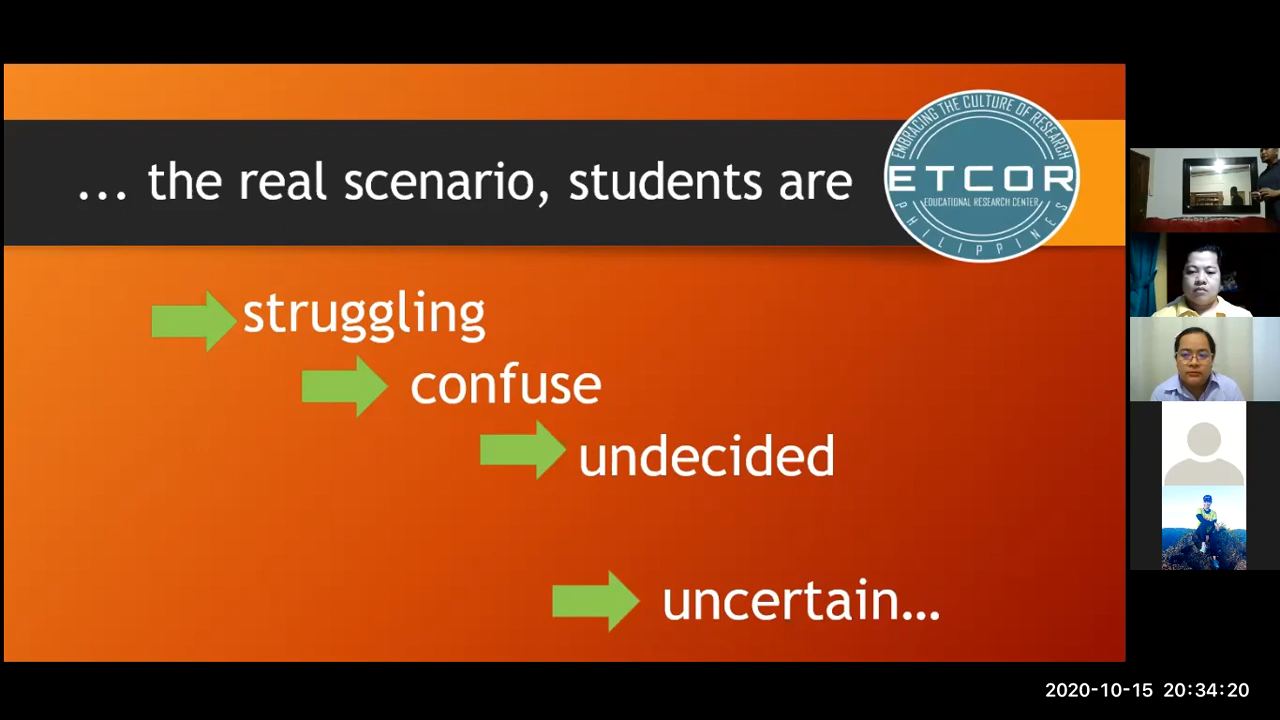 ... the real scenario, students are
EMBRACING THE CULTURE OF RESEARCH
ETCOR
EDUCATIONAL RESEARCH CENTER
PHILIPPINES
struggling
confuse
undecided
uncertain...
2020-10-15 20:34:20